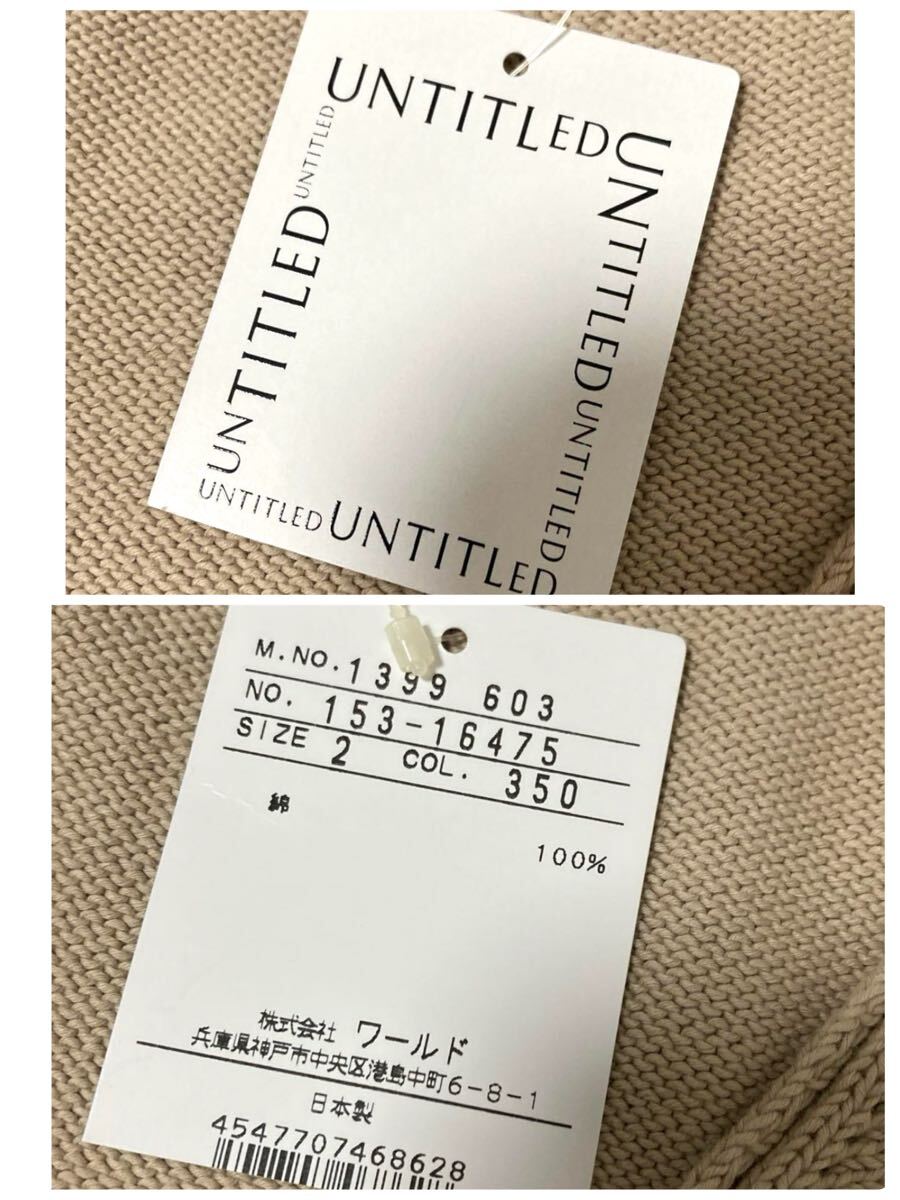 UNTITLED
UNTITLED
UNTITLED
UNTITLED
UNTITLED
UNTITLED
UNTITLED
UNTITLED
M.NO. 1399 603
NO. 153-16475
SIZE 2 COL. 350
綿
100%
株式会社 ワールド
兵庫県神戸市中央区港島中町6-8-1
日本製
4547707468628